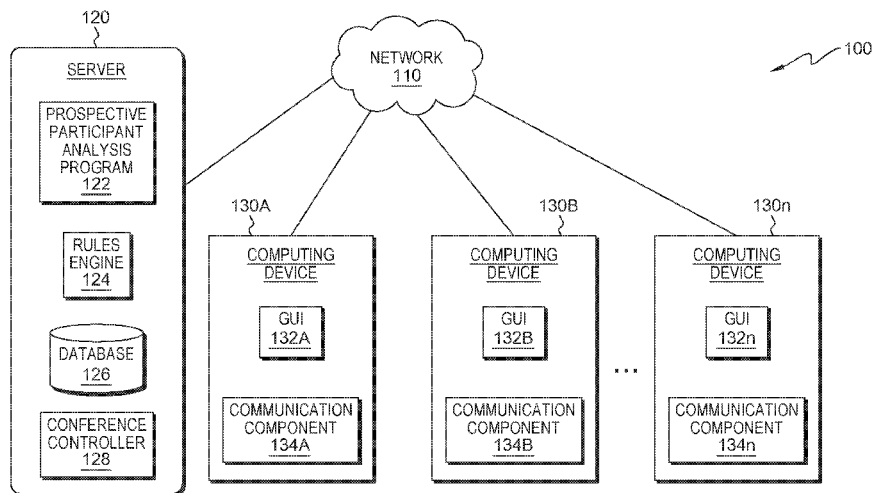 120
SERVER
PROSPECTIVE
PARTICIPANT
ANALYSIS
PROGRAM
122
RULES
ENGINE
124
DATABASE
126
CONFERENCE
CONTROLLER
128
NETWORK
110
100
130A
COMPUTING
DEVICE
GUI
132A
COMMUNICATION
COMPONENT
134A
130B
COMPUTING
DEVICE
GUI
132B
COMMUNICATION
COMPONENT
134B
...
130n
COMPUTING
DEVICE
GUI
132n
COMMUNICATION
COMPONENT
134n